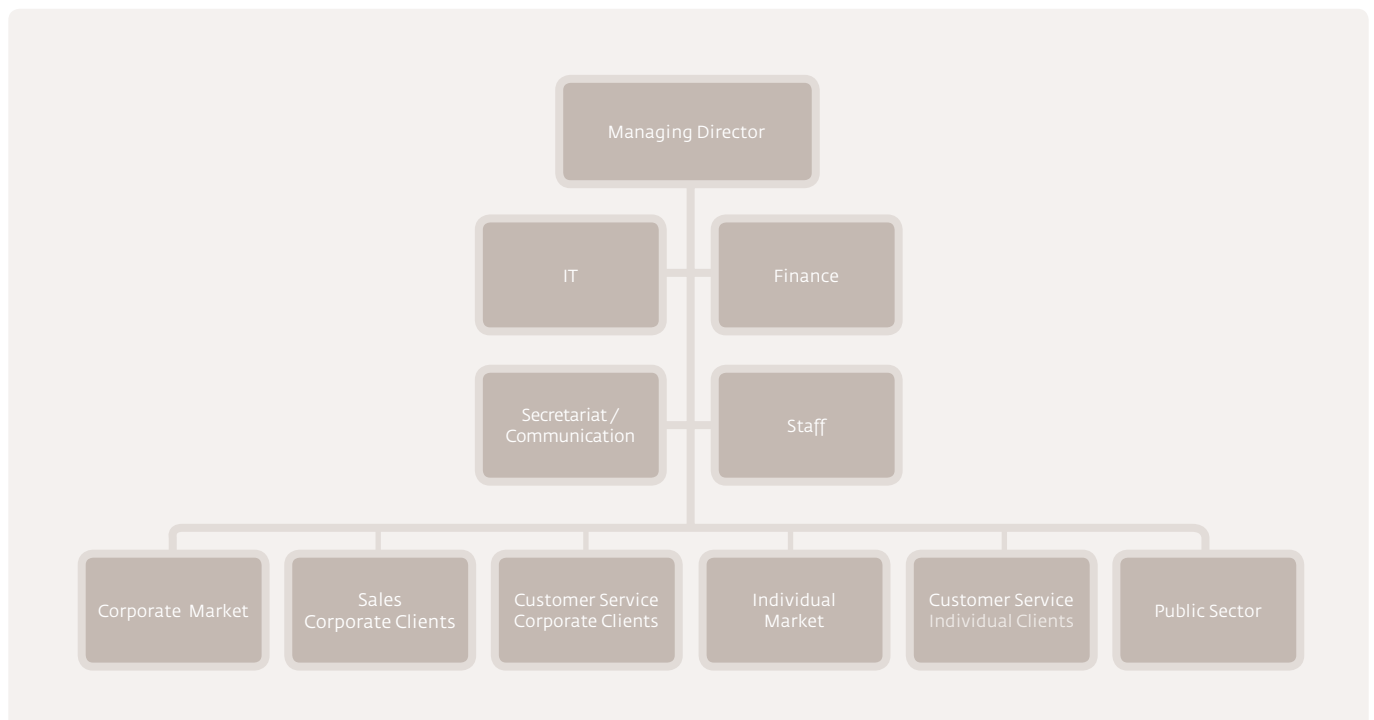 Managing Director
IT
Finance
Secretariat /
Communication
Staff
Corporate Market
Sales
Corporate Clients
Customer Service
Corporate Clients
Individual
Market
Customer Service
Individual Clients
Public Sector